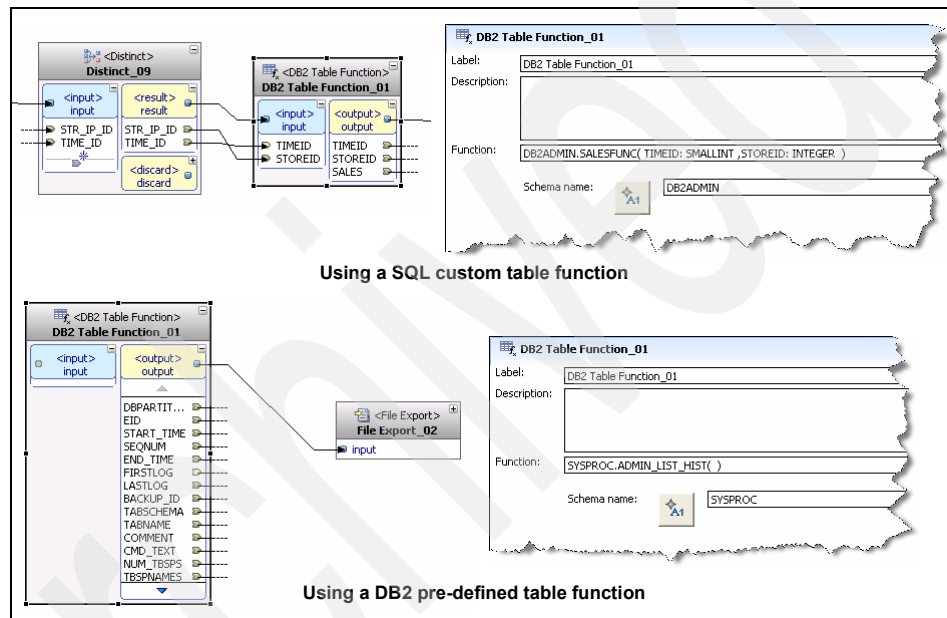 <Distinct>
Distinct_09
<input>
input
<result>
result
STR_IP_ID
TIME_ID
STR_IP_ID
TIME_ID
<discard>
discard
<DB2 Table Function>
DB2 Table Function_01
<input>
input
<output>
output
TIMEID
STOREID
TIMEID
STOREID
SALES
DB2 Table Function_01
Label:
DB2 Table Function_01
Description:
Function:
DB2ADMIN.SALESFUNC( TIMEID: SMALLINT ,STOREID: INTEGER )
Schema name:
A1
DB2ADMIN
Using a SQL custom table function
<DB2 Table Function>
DB2 Table Function_01
<input>
input
<output>
output
DBPARTIT...
EID
START_TIME
SEQNUM
END_TIME
FIRSTLOG
LASTLOG
BACKUP_ID
TABSCHEMA
TABNAME
COMMENT
CMD_TEXT
NUM_TBSPS
TBSPNAMES
<File Export>
File Export_02
input
DB2 Table Function_01
Label:
DB2 Table Function_01
Description:
Function:
SYSPROC.ADMIN_LIST_HIST( )
Schema name:
A1
SYSPROC
Using a DB2 pre-defined table function